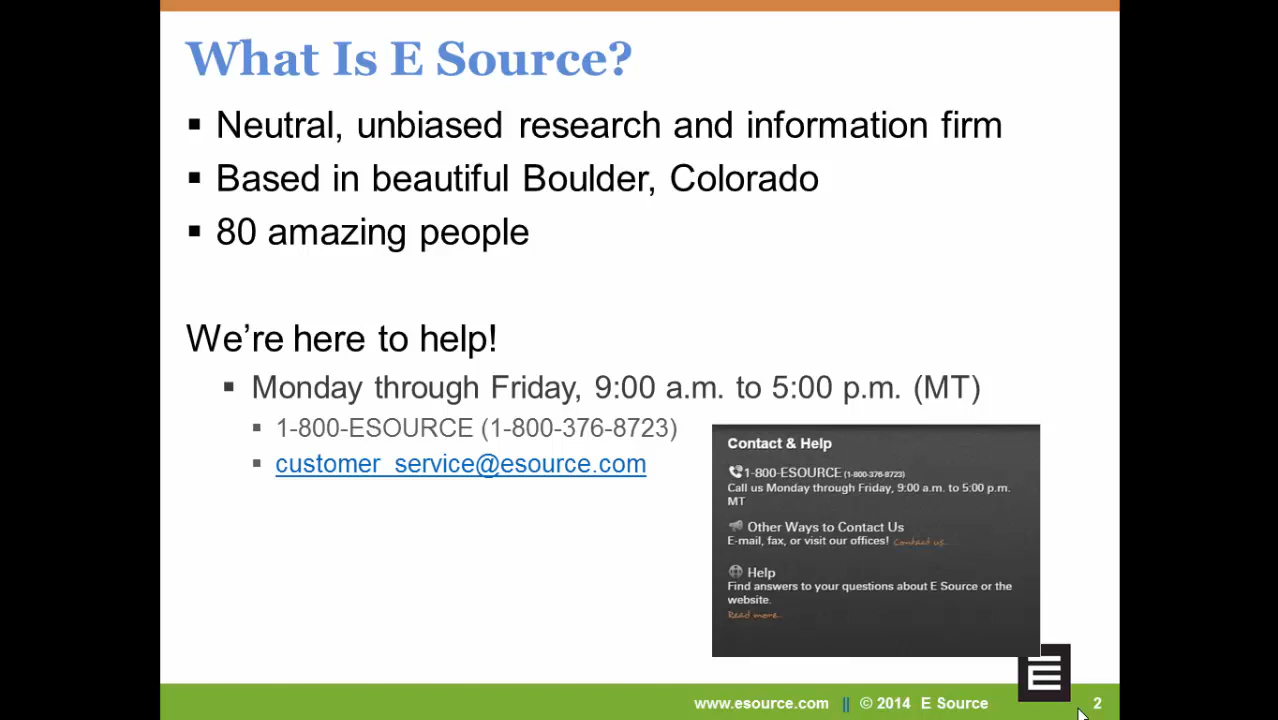 What Is E Source?
▪ Neutral, unbiased research and information firm
▪ Based in beautiful Boulder, Colorado
▪ 80 amazing people
We’re here to help!
▪ Monday through Friday, 9:00 a.m. to 5:00 p.m. (MT)
▪ 1-800-ESOURCE (1-800-376-8723)
▪ customer_service@esource.com
Contact & Help
1-800-ESOURCE (1-800-376-8723)
Call us Monday through Friday, 9:00 a.m. to 5:00 p.m.
MT
Other Ways to Contact Us
E-mail, fax, or visit our offices! Contact us...
Help
Find answers to your questions about E Source or the
website.
Read more...
www.esource.com || © 2014 E Source
E
2